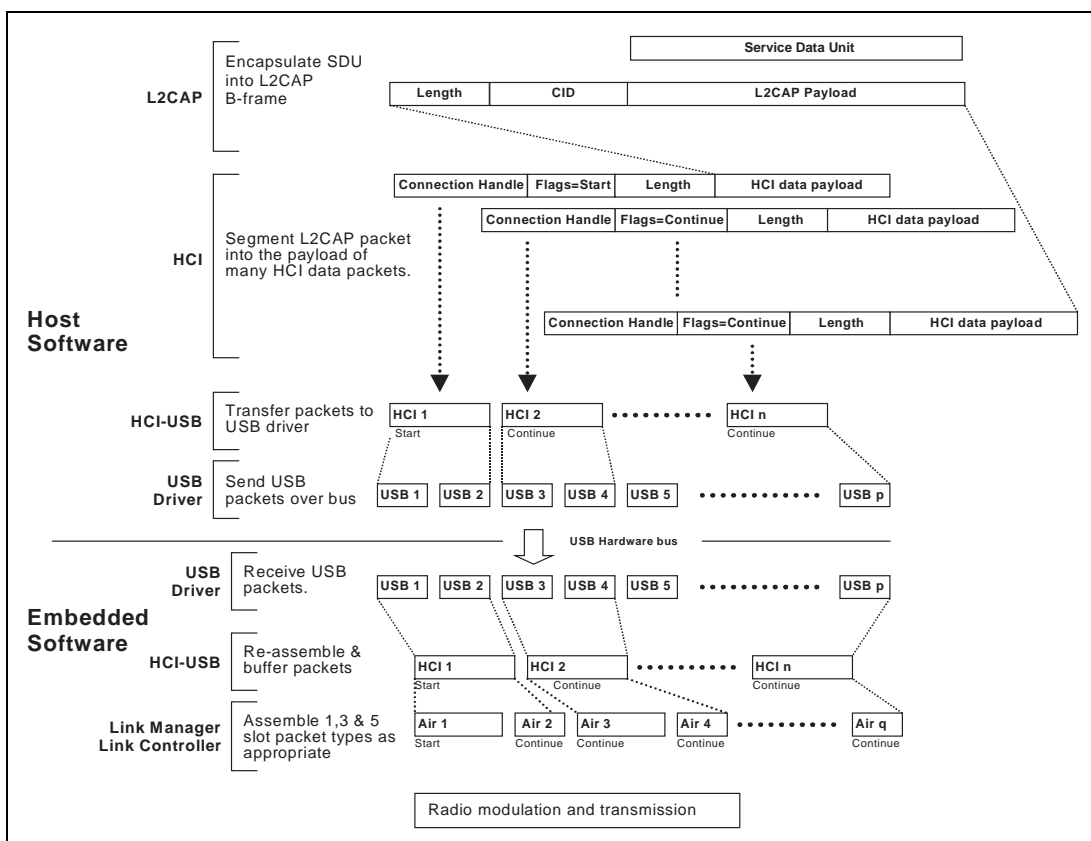 Service Data Unit
L2CAP
Encapsulate SDU
into L2CAP
B-frame
Length CID L2CAP Payload
Connection Handle Flags=Start Length HCI data payload
Connection Handle Flags=Continue Length HCI data payload
HCI
Segment L2CAP packet
into the payload of
many HCI data packets.
Connection Handle Flags=Continue Length HCI data payload
Host
Software
HCI-USB
Transfer packets to
USB driver
HCI 1 HCI 2 HCI n
Start Continue Continue
USB
Driver
Send USB
packets over bus
USB 1 USB 2 USB 3 USB 4 USB 5 USB p
USB Hardware bus
USB
Driver
Receive USB
packets.
USB 1 USB 2 USB 3 USB 4 USB 5 USB p
Embedded
Software
HCI-USB
Re-assemble &
buffer packets
HCI 1 HCI 2 HCI n
Start Continue Continue
Link Manager
Link Controller
Assemble 1,3 & 5
slot packet types as
appropriate
Air 1 Air 2 Air 3 Air 4 Air q
Start Continue Continue Continue Continue
Radio modulation and transmission